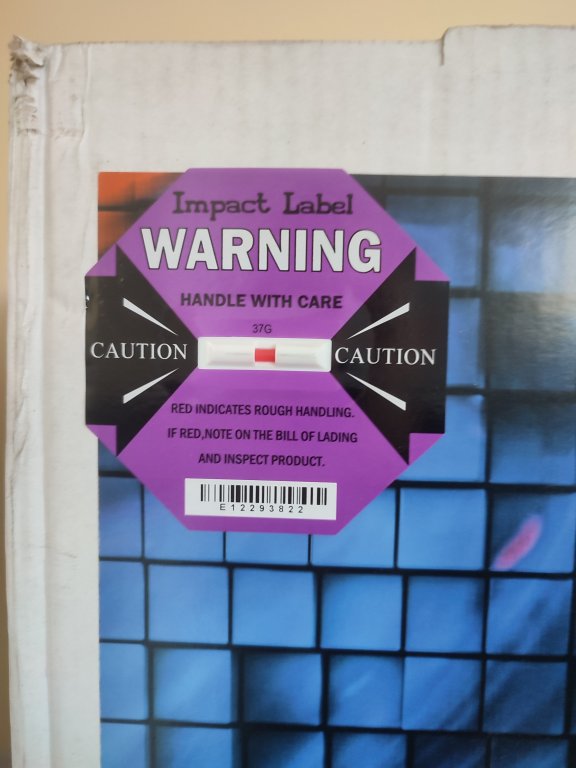 Impact Label
WARNING
HANDLE WITH CARE
37G
CAUTION CAUTION
RED INDICATES ROUGH HANDLING.
IF RED,NOTE ON THE BILL OF LADING
AND INSPECT PRODUCT.
E12293822